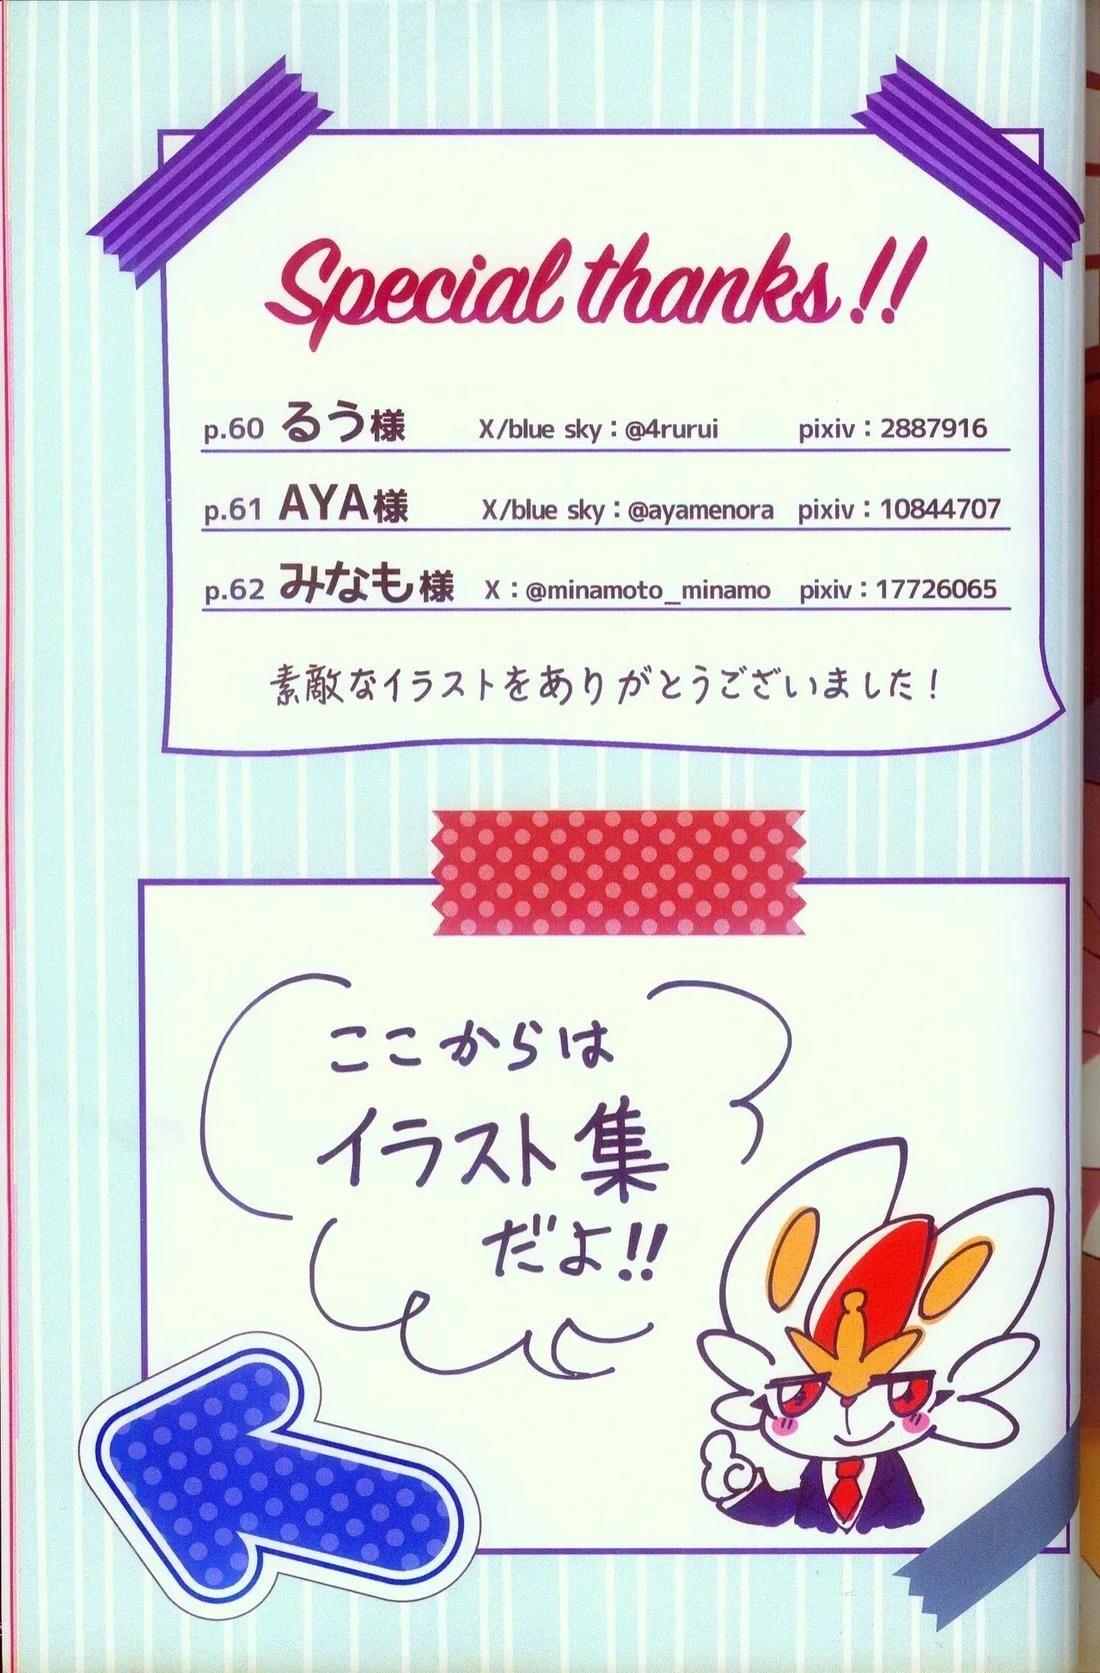 Special thanks!!
p.60 るう様 X/blue sky：@4rurui pixiv：2887916
p.61 AYA様 X/blue sky：@ayamenora pixiv：10844707
p.62 みなも様 X：@minamoto_minamo pixiv：17726065
素敵なイラストをありがとうございました！
ここからは
イラスト集
だよ!!